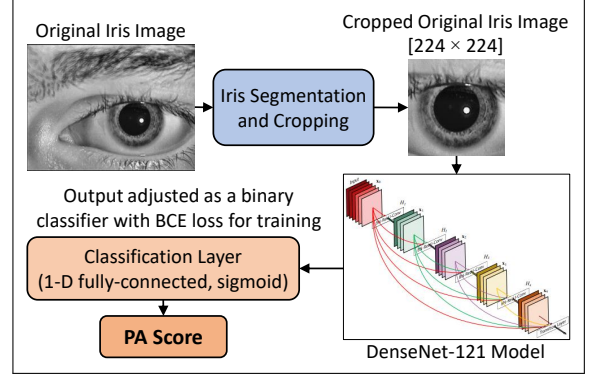 Original Iris Image
Cropped Original Iris Image
[224 × 224]
Iris Segmentation
and Cropping
Output adjusted as a binary
classifier with BCE loss for training
Classification Layer
(1-D fully-connected, sigmoid)
PA Score
DenseNet-121 Model